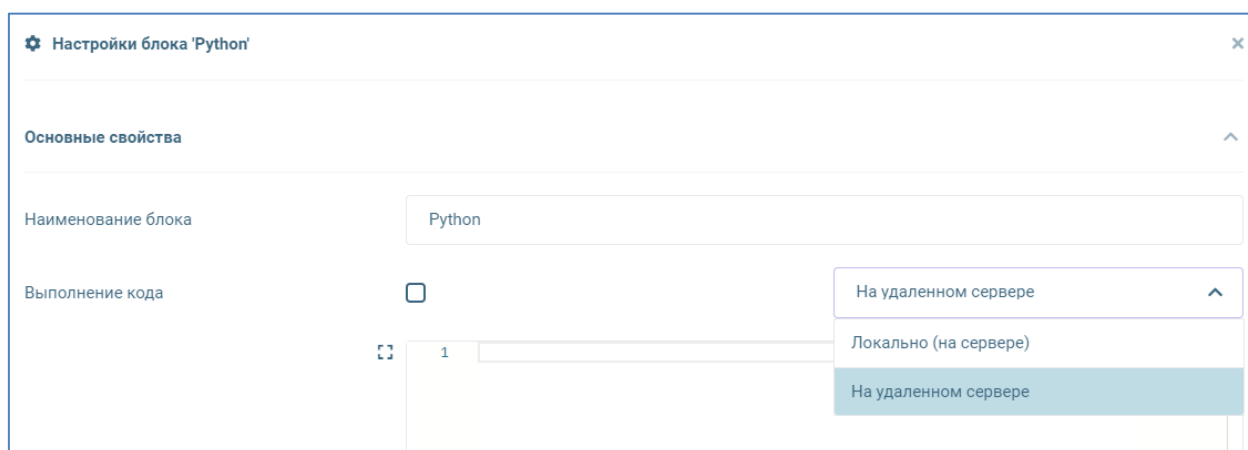 Настройки блока 'Python'
Основные свойства
Наименование блока
Python
Выполнение кода
На удаленном сервере
Локально (на сервере)
На удаленном сервере
1